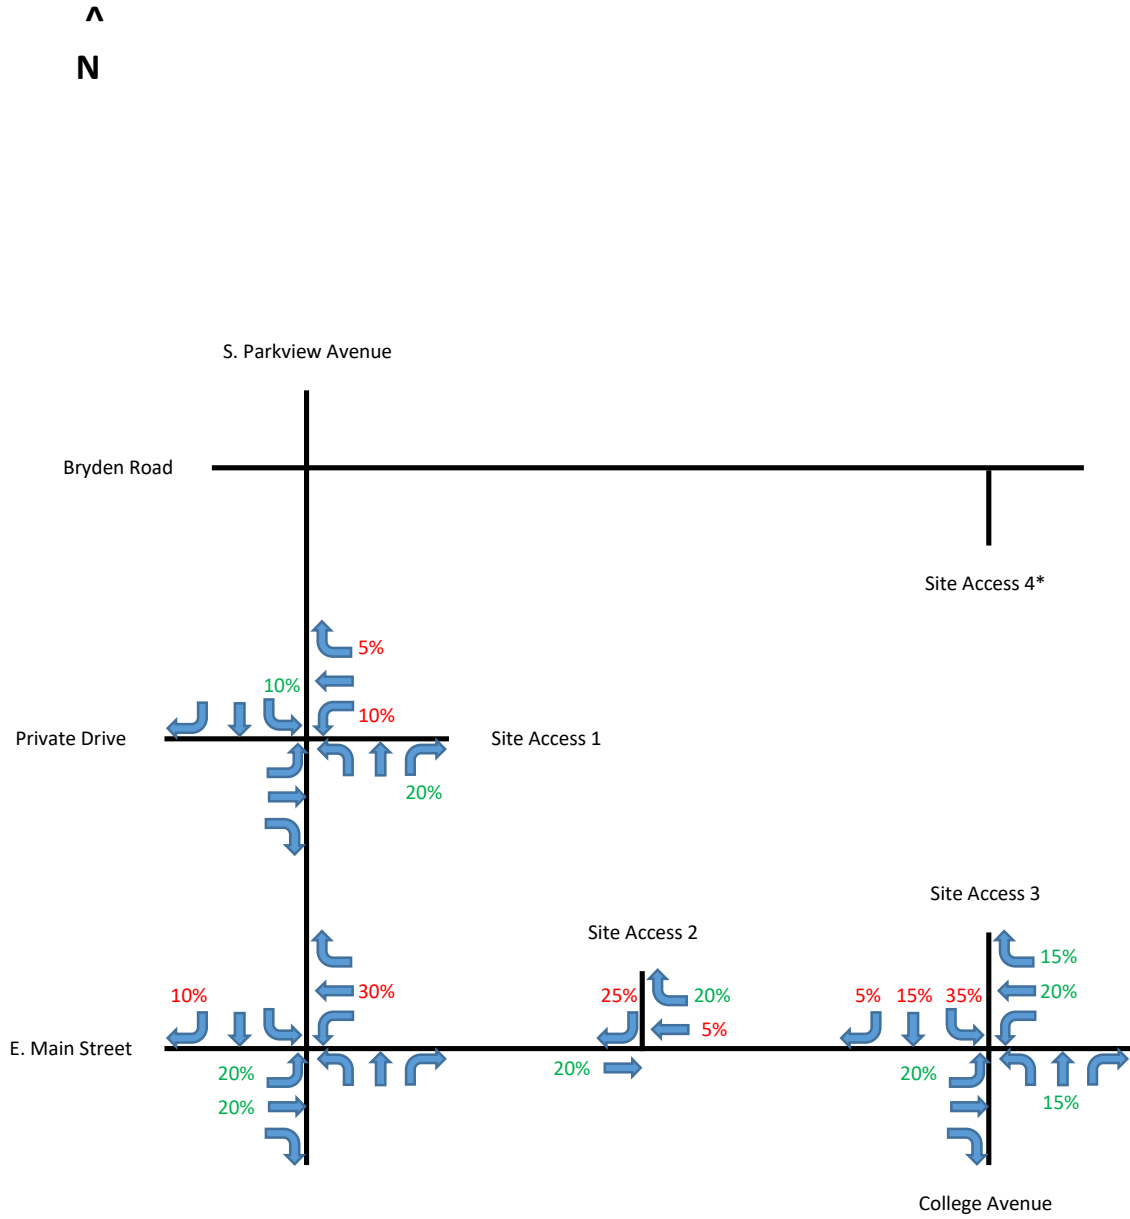 ^
N
S. Parkview Avenue
Bryden Road
Site Access 4*
5%
10%
10%
Private Drive
Site Access 1
20%
Site Access 3
Site Access 2
15%
10%
30%
25%
20%
5%
15%
35%
20%
5%
E. Main Street
20%
20%
20%
20%
15%
College Avenue